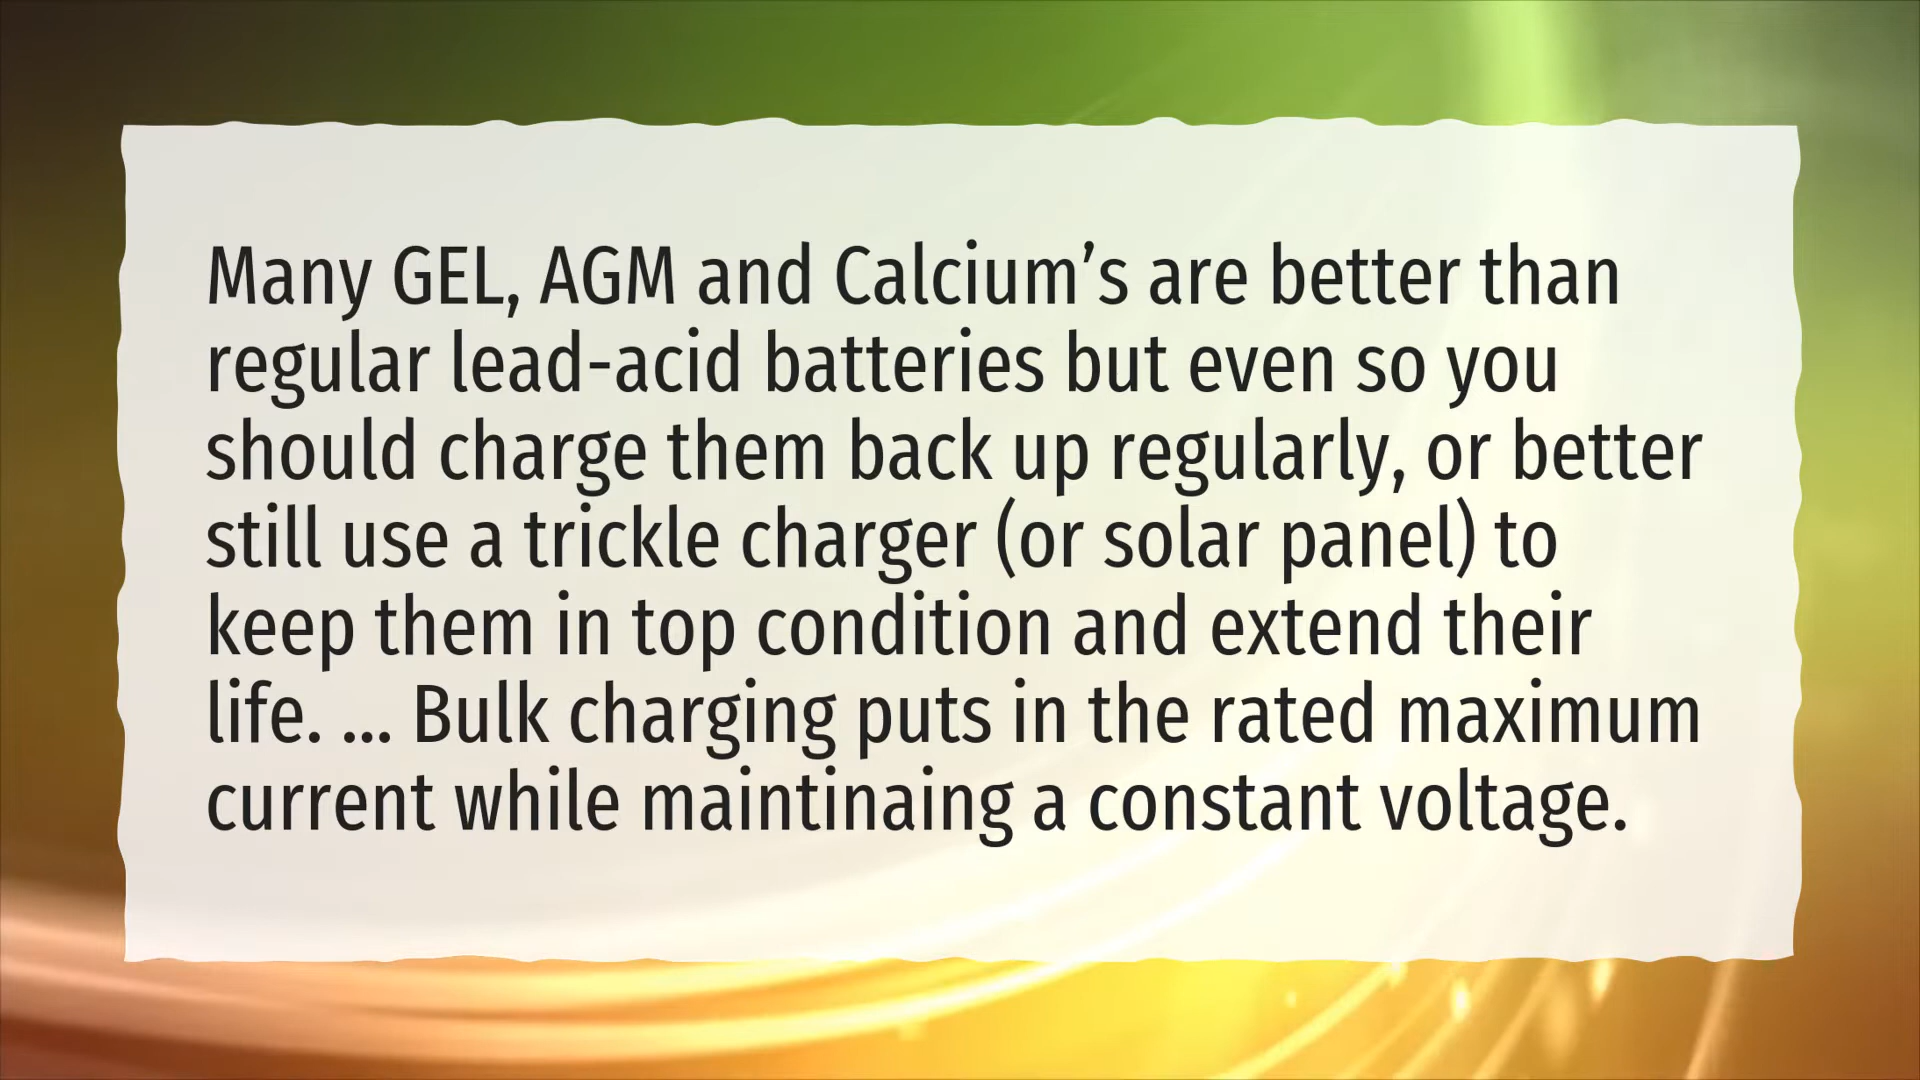 Many GEL, AGM and Calcium’s are better than
regular lead-acid batteries but even so you
should charge them back up regularly, or better
still use a trickle charger (or solar panel) to
keep them in top condition and extend their
life. ... Bulk charging puts in the rated maximum
current while maintinaing a constant voltage.